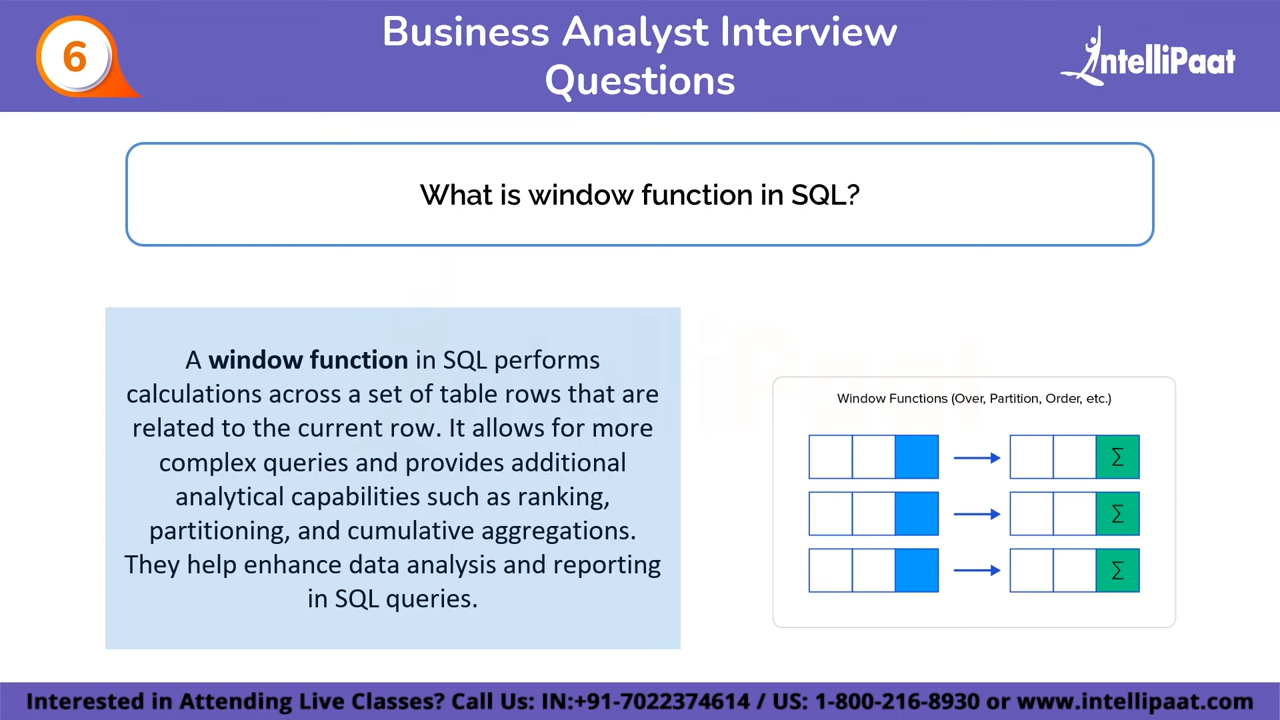 6
Business Analyst Interview
Questions
IntelliPaat
What is window function in SQL?
A window function in SQL performs
calculations across a set of table rows that are
related to the current row. It allows for more
complex queries and provides additional
analytical capabilities such as ranking,
partitioning, and cumulative aggregations.
They help enhance data analysis and reporting
in SQL queries.
Window Functions (Over, Partition, Order, etc.)
Σ
Σ
Σ
Interested in Attending Live Classes? Call Us: IN:+91-7022374614 / US: 1-800-216-8930 or www.intellipaat.com